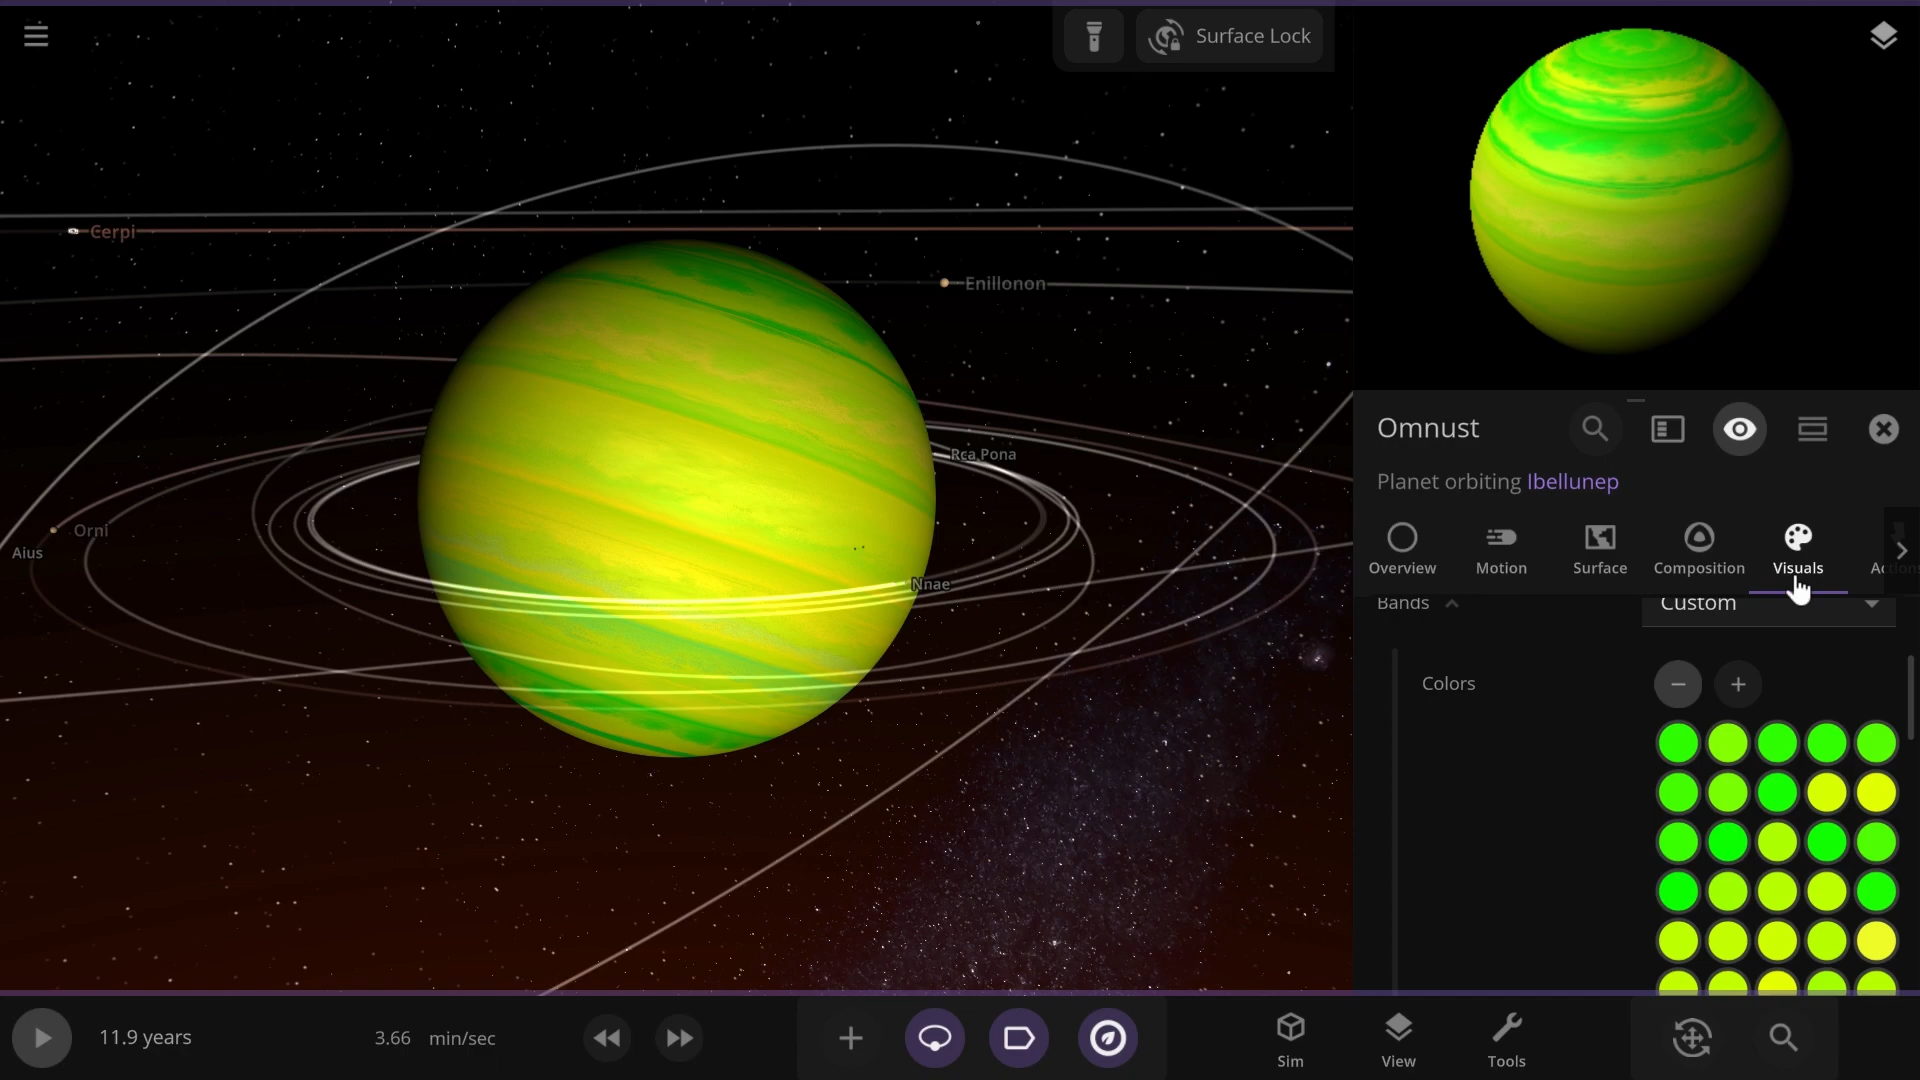 Surface Lock
Cerpi
Enillonon
Rca Pona
Orni
Aius
Nnae
Omnust
Planet orbiting lbellunep
Overview
Motion
Surface
Composition
Visuals
Bands
Custom
Colors
11.9 years
3.66 min/sec
Sim
View
Tools